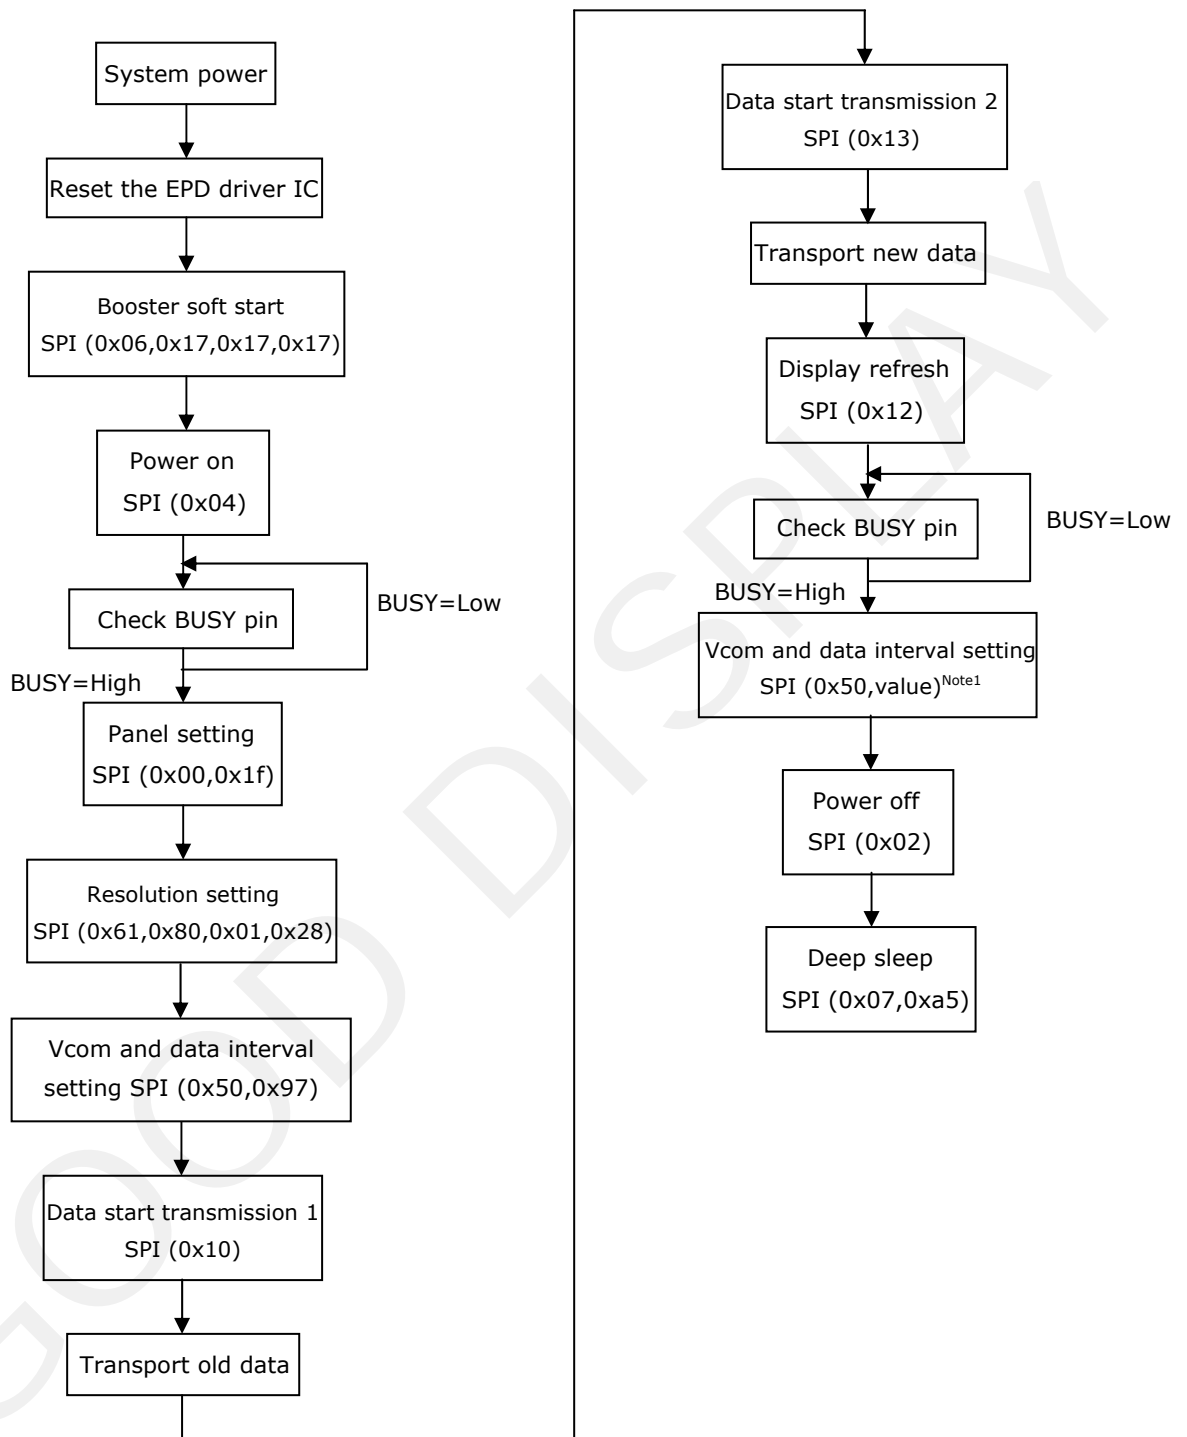 System power
Reset the EPD driver IC
Booster soft start
SPI (0x06,0x17,0x17,0x17)
Power on
SPI (0x04)
Check BUSY pin
BUSY=Low
BUSY=High
Panel setting
SPI (0x00,0x1f)
Resolution setting
SPI (0x61,0x80,0x01,0x28)
Vcom and data interval
setting SPI (0x50,0x97)
Data start transmission 1
SPI (0x10)
Transport old data
Data start transmission 2
SPI (0x13)
Transport new data
Display refresh
SPI (0x12)
Check BUSY pin
BUSY=Low
BUSY=High
Vcom and data interval setting
SPI (0x50,value)Note1
Power off
SPI (0x02)
Deep sleep
SPI (0x07,0xa5)
GOOD DISPLAY